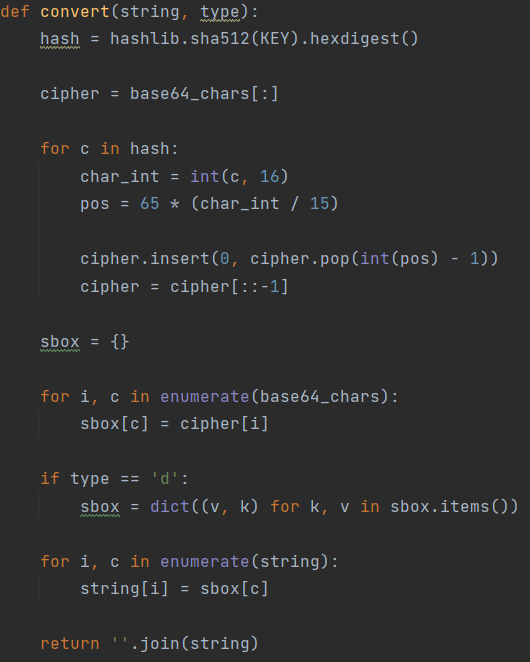 def convert(string, type):
    hash = hashlib.sha512(KEY).hexdigest()
    cipher = base64_chars[:]
    for c in hash:
        char_int = int(c, 16)
        pos = 65 * (char_int / 15)
        cipher.insert(0, cipher.pop(int(pos) - 1))
        cipher = cipher[::-1]
    sbox = {}
    for i, c in enumerate(base64_chars):
        sbox[c] = cipher[i]
    if type == 'd':
        sbox = dict((v, k) for k, v in sbox.items())
    for i, c in enumerate(string):
        string[i] = sbox[c]
    return ''.join(string)